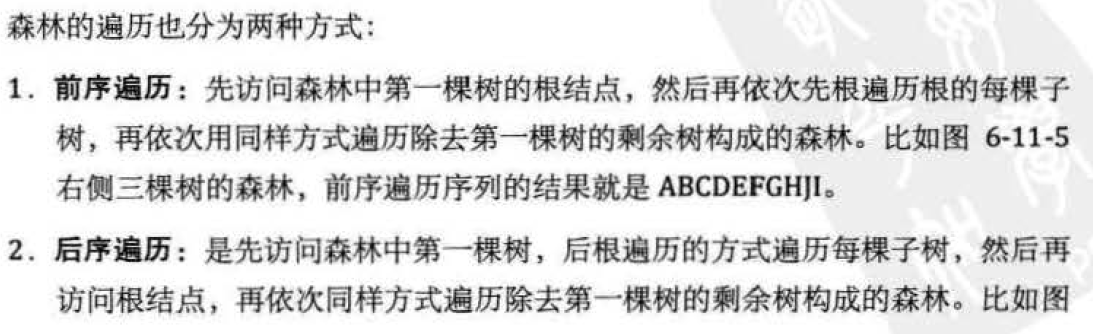 森林的遍历也分为两种方式：
1. 前序遍历：先访问森林中第一棵树的根结点，然后再依次先根遍历根的每棵子
树，再依次用同样方式遍历除去第一棵树的剩余树构成的森林。比如图 6-11-5
右侧三棵树的森林，前序遍历序列的结果就是 ABCDEFGHJI。
2. 后序遍历：是先访问森林中第一棵树，后根遍历的方式遍历每棵子树，然后再
访问根结点，再依次同样方式遍历除去第一棵树的剩余树构成的森林。比如图